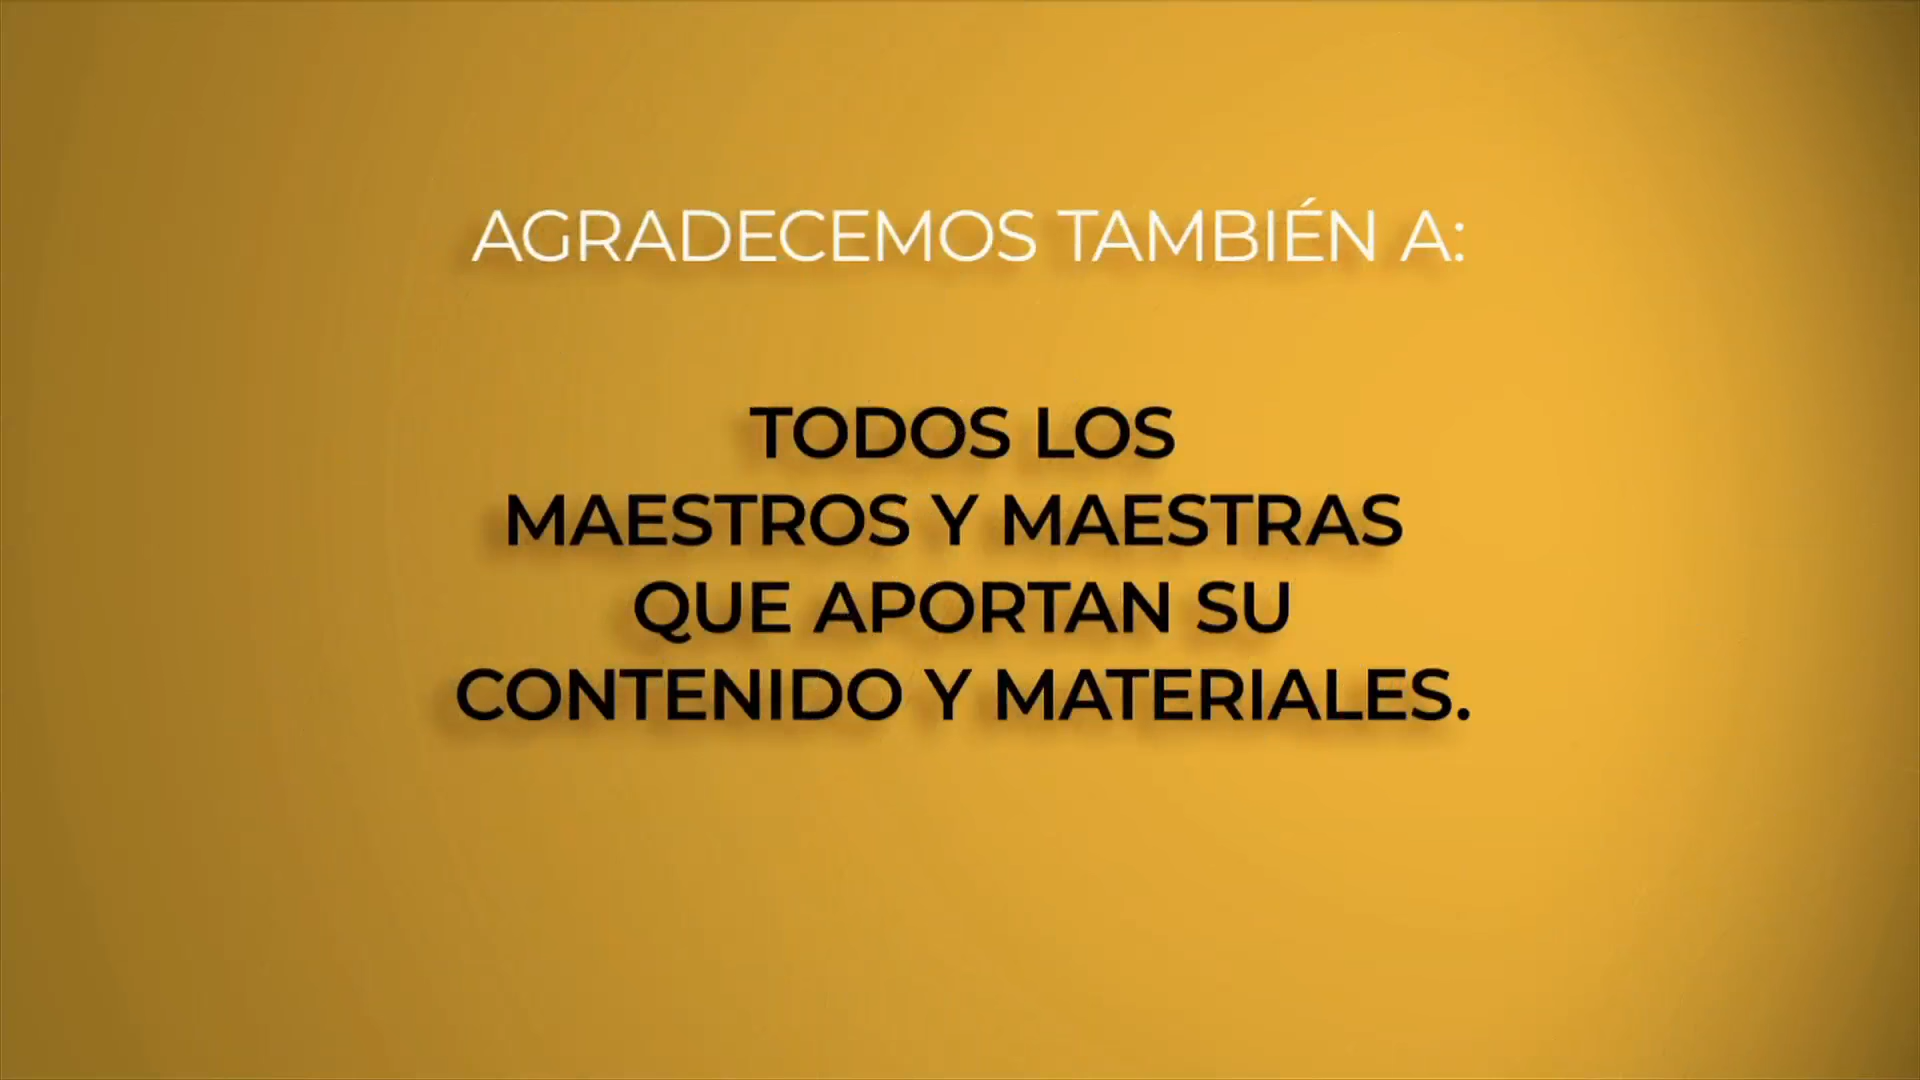 AGRADECEMOS TAMBIÉN A:
TODOS LOS
MAESTROS Y MAESTRAS
QUE APORTAN SU
CONTENIDO Y MATERIALES.